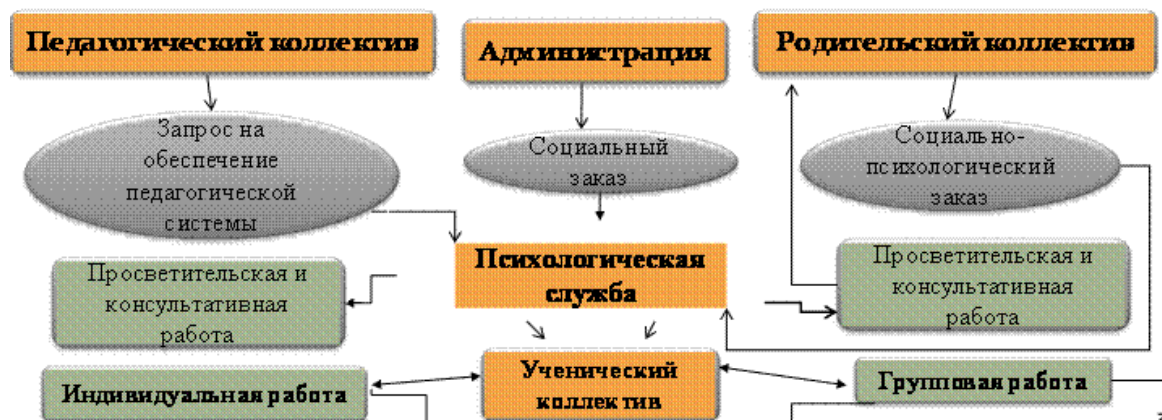 Педагогический коллектив
Администрация
Родительский коллектив
Запрос на
обеспечение
педагогической
системы
Социальный
заказ
Социально-
психологический
заказ
Психологическая
служба
Просветительская и
консультативная
работа
Просветительская и
консультативная
работа
Индивидуальная работа
Ученический
коллектив
Групповая работа